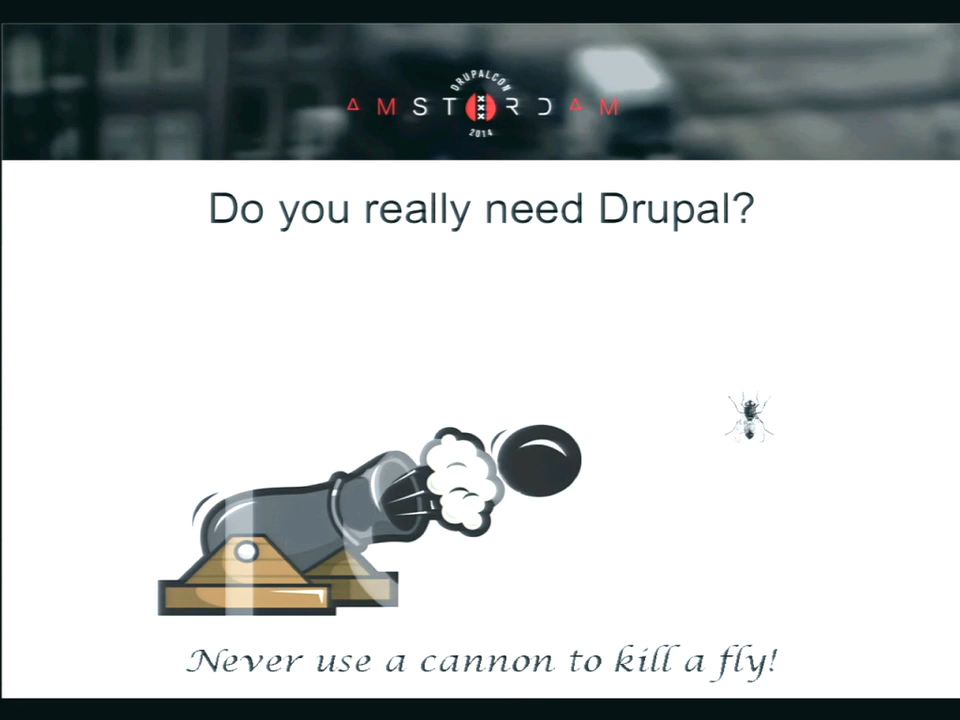 DRUPALCON
AMSTERDAM
2014
Do you really need Drupal?
Never use a cannon to kill a fly!